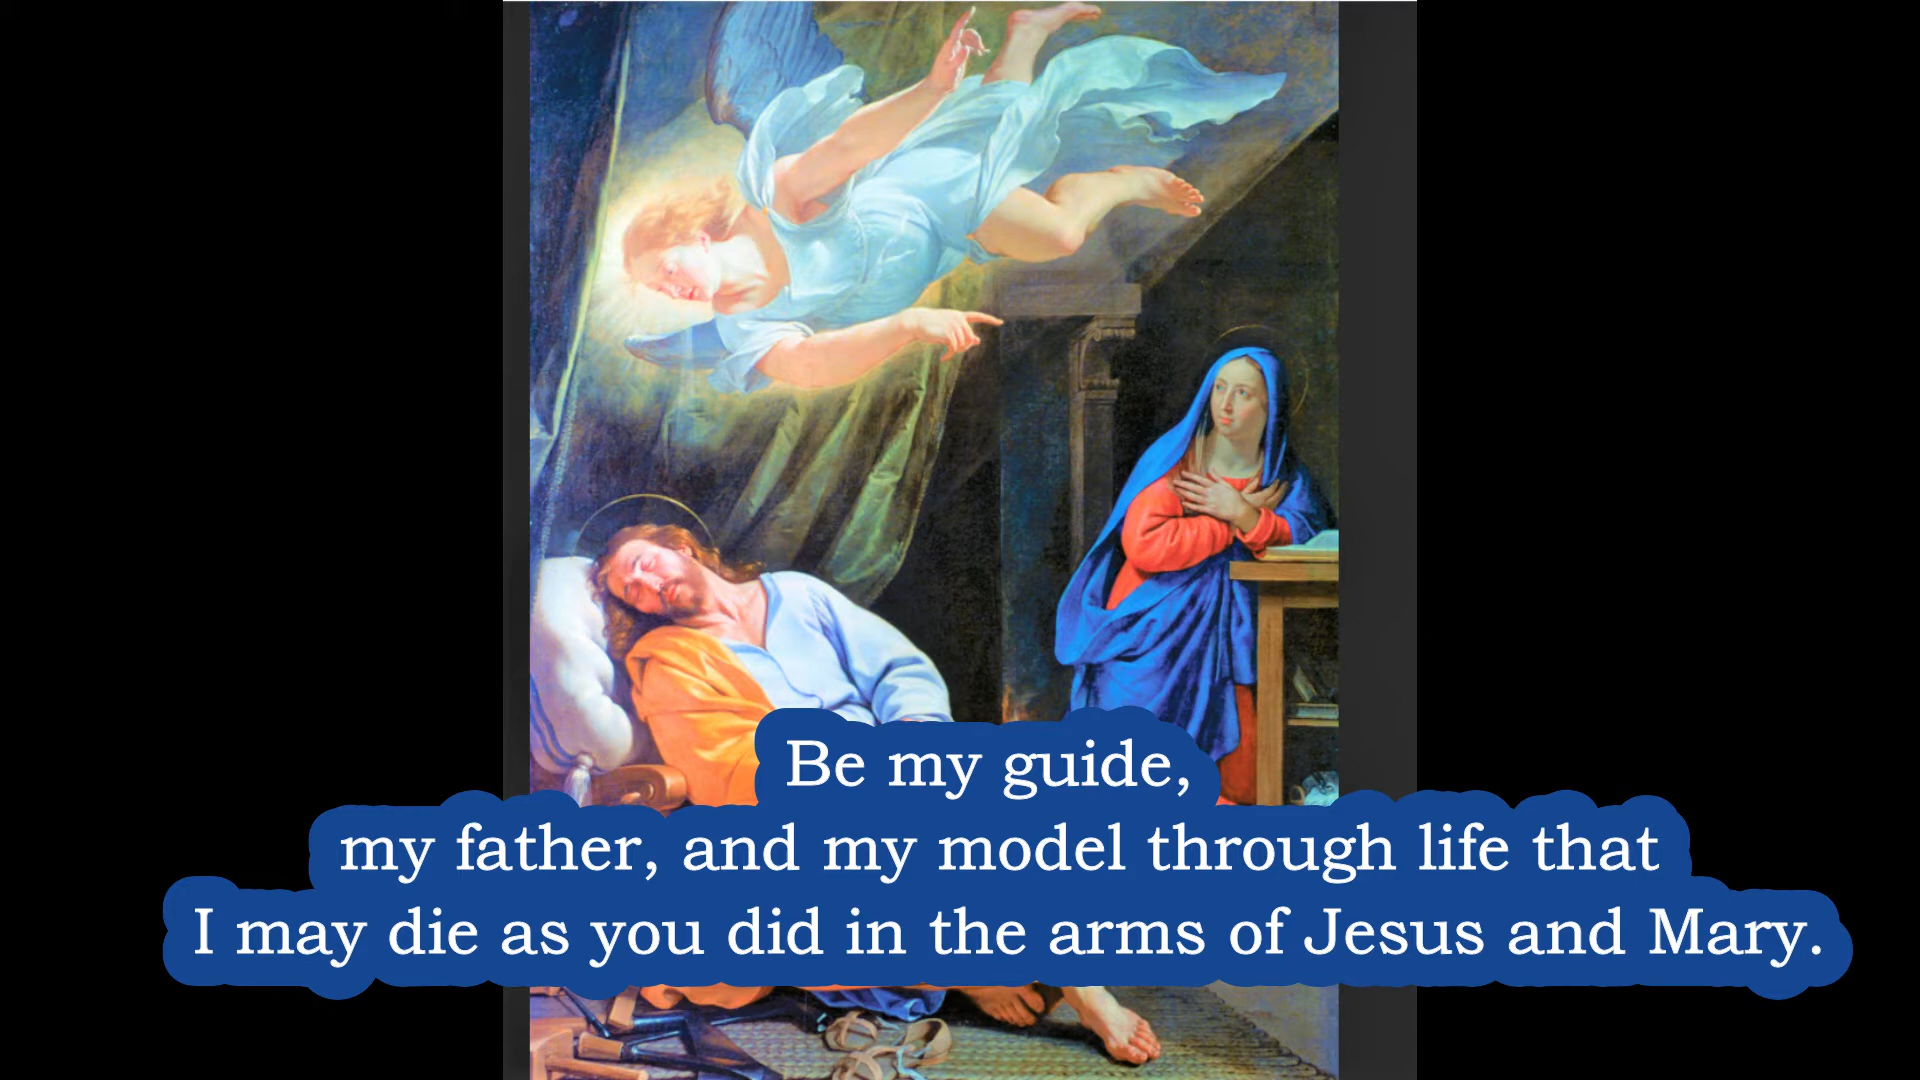 Be my guide,
my father, and my model through life that
I may die as you did in the arms of Jesus and Mary.